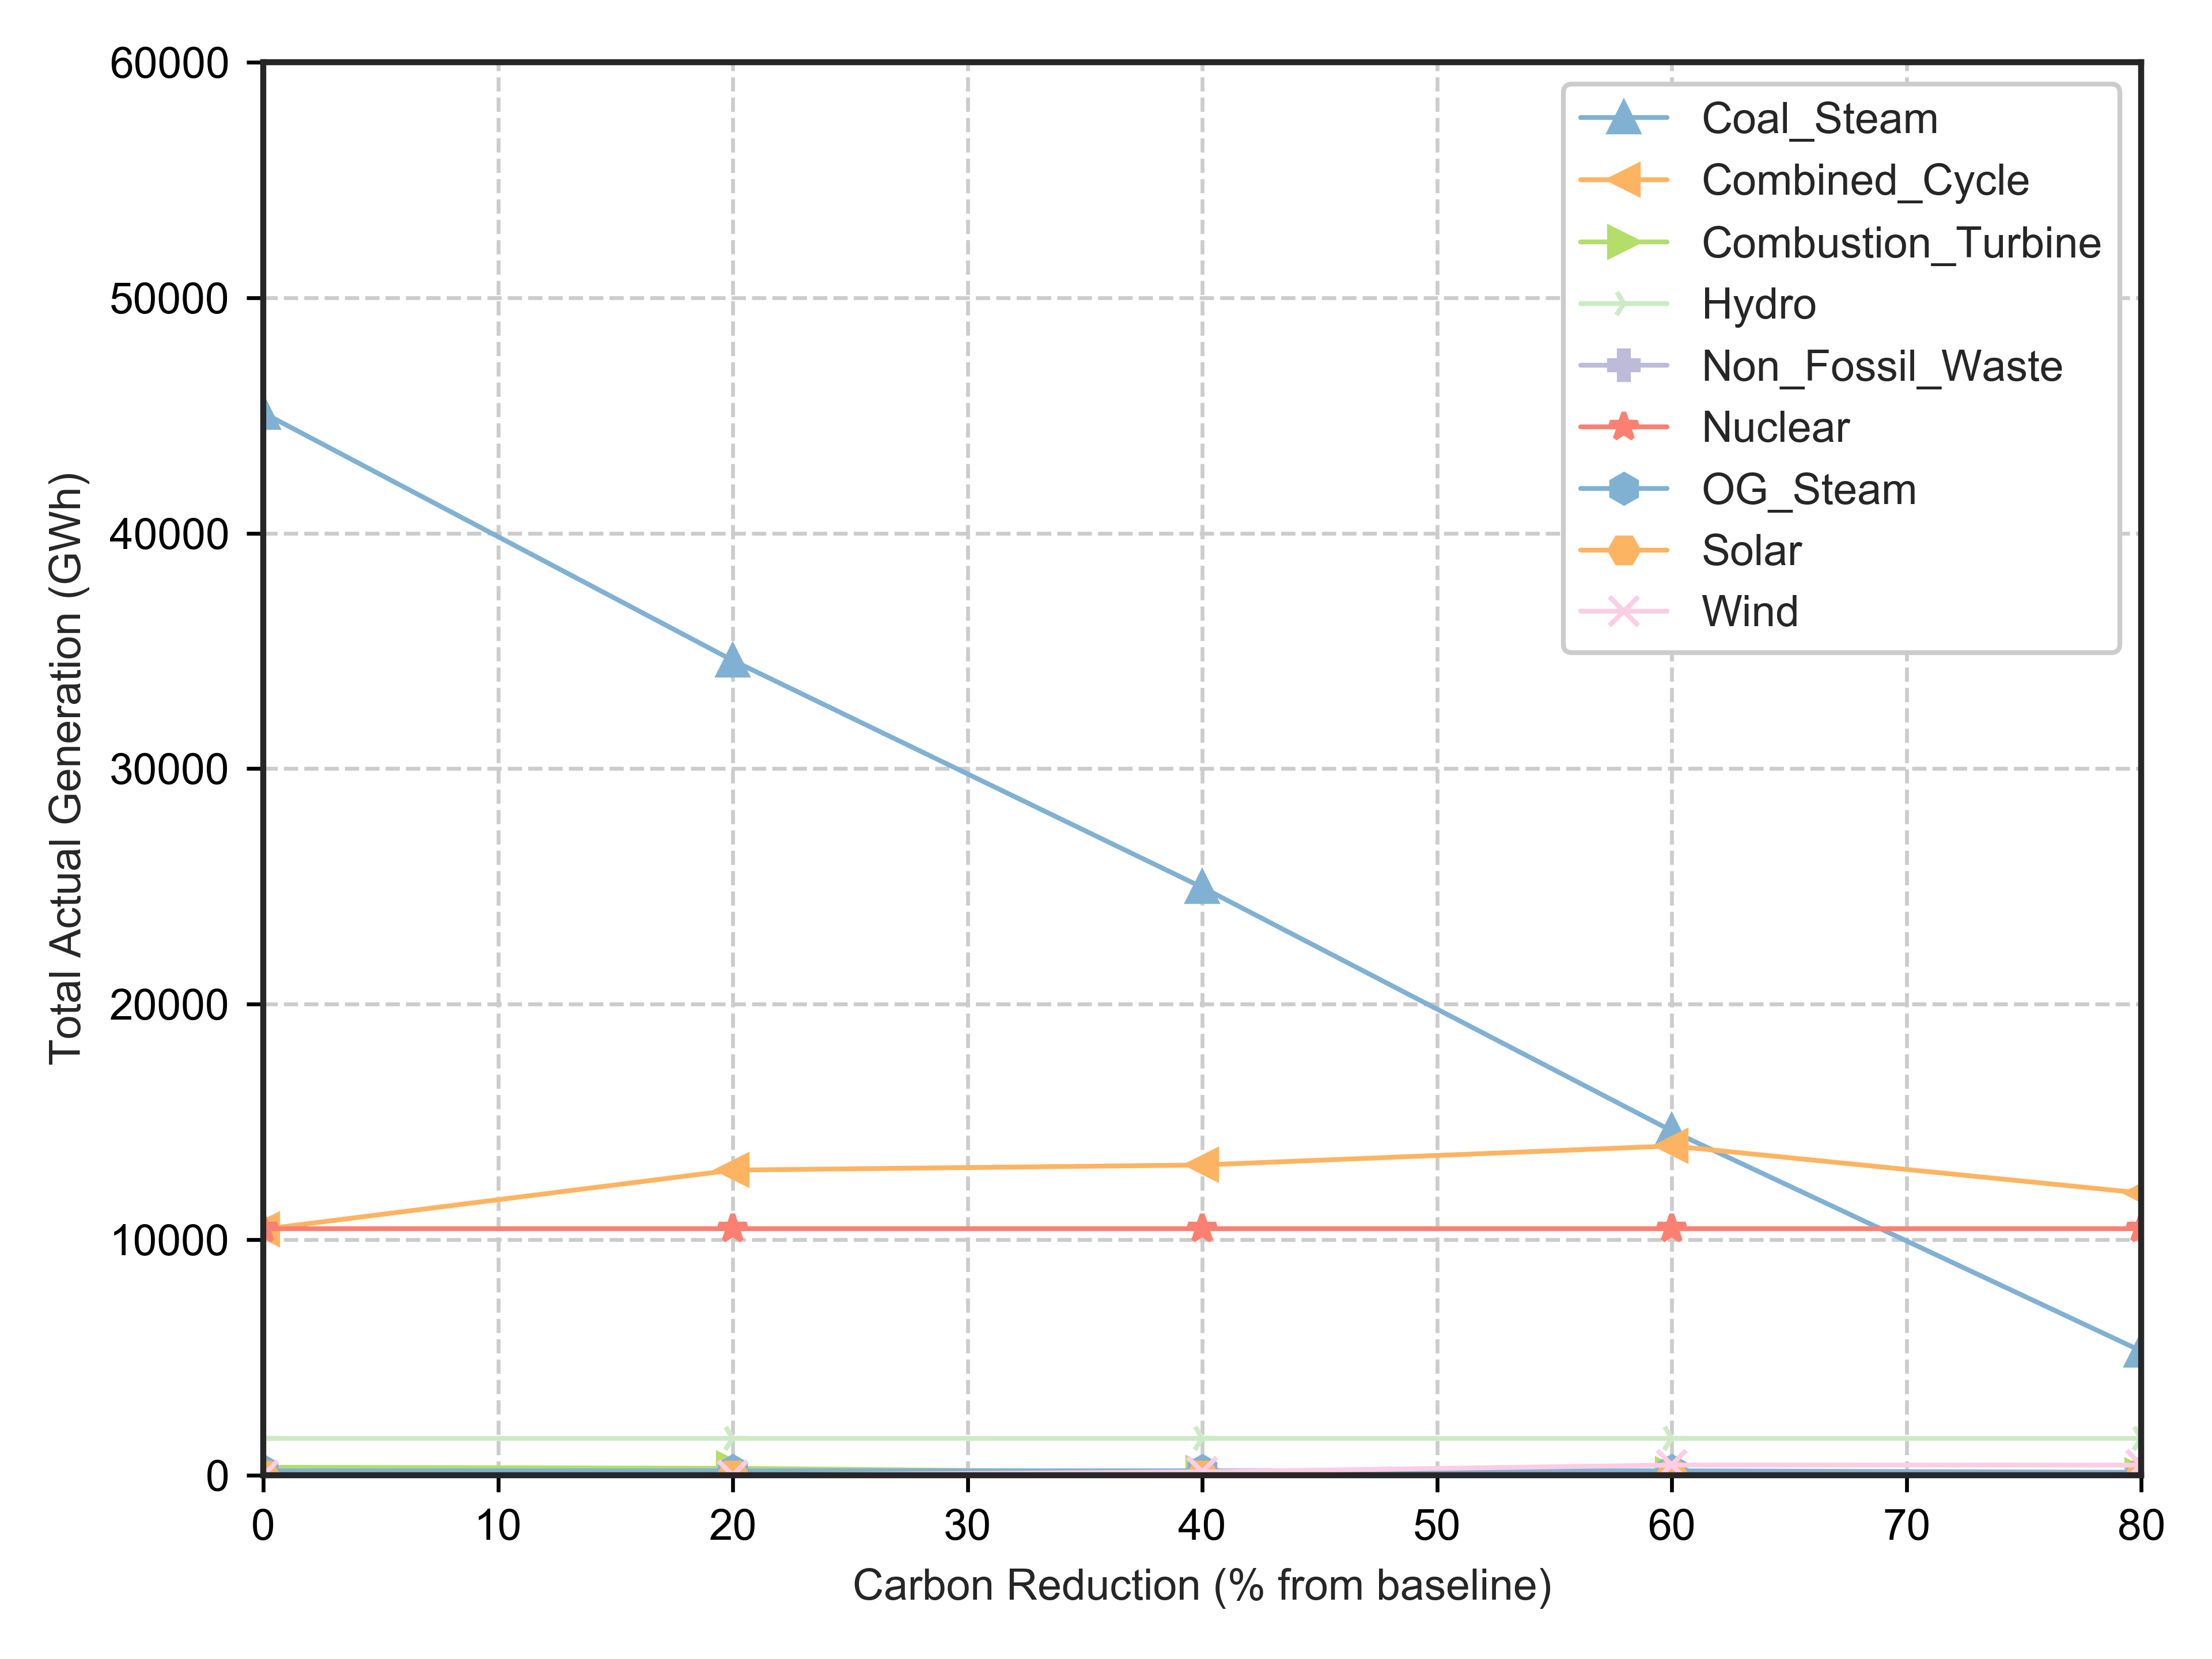 60000
50000
40000
30000
20000
10000
0
Total Actual Generation (GWh)
Coal_Steam
Combined_Cycle
Combustion_Turbine
Hydro
Non_Fossil_Waste
Nuclear
OG_Steam
Solar
Wind
0 10 20 30 40 50 60 70 80
Carbon Reduction (% from baseline)